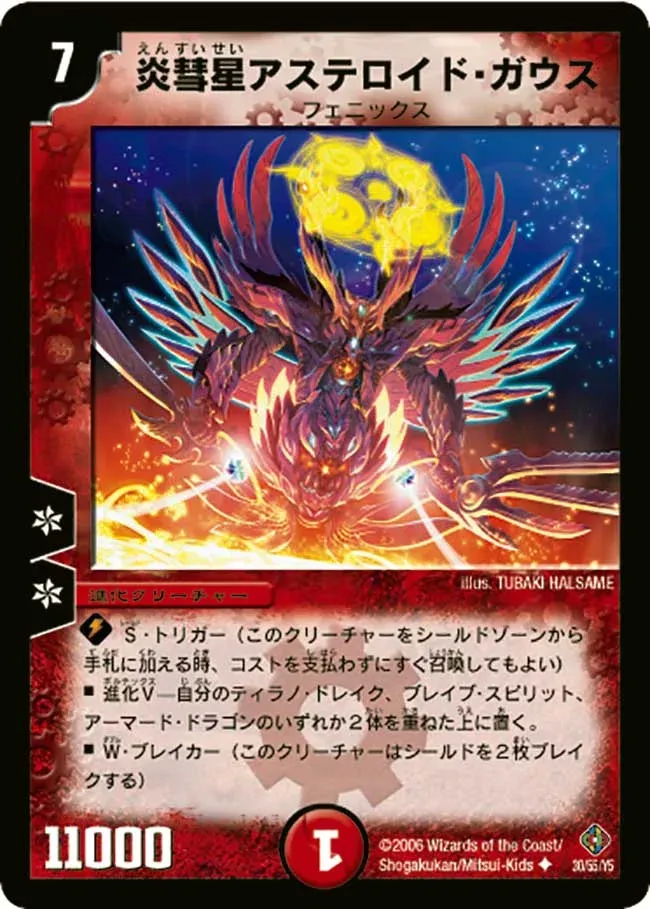 7
えんすいせい
炎彗星アステロイド・ガウス
フェニックス
illus. TUBAKI HALSAME
進化クリーチャー
S・トリガー（このクリーチャーをシールドゾーンから
手札に加える時、コストを支払わずにすぐ召喚してもよい）
■ 進化V―自分のティラノ・ドレイク、ブレイブ・スピリット、
アーマード・ドラゴンのいずれか２体を重ねた上に置く。
■ W・ブレイカー（このクリーチャーはシールドを２枚ブレイ
クする）
11000
1
©2006 Wizards of the Coast/
Shogakukan/Mitsui-Kids
30/55/Y5